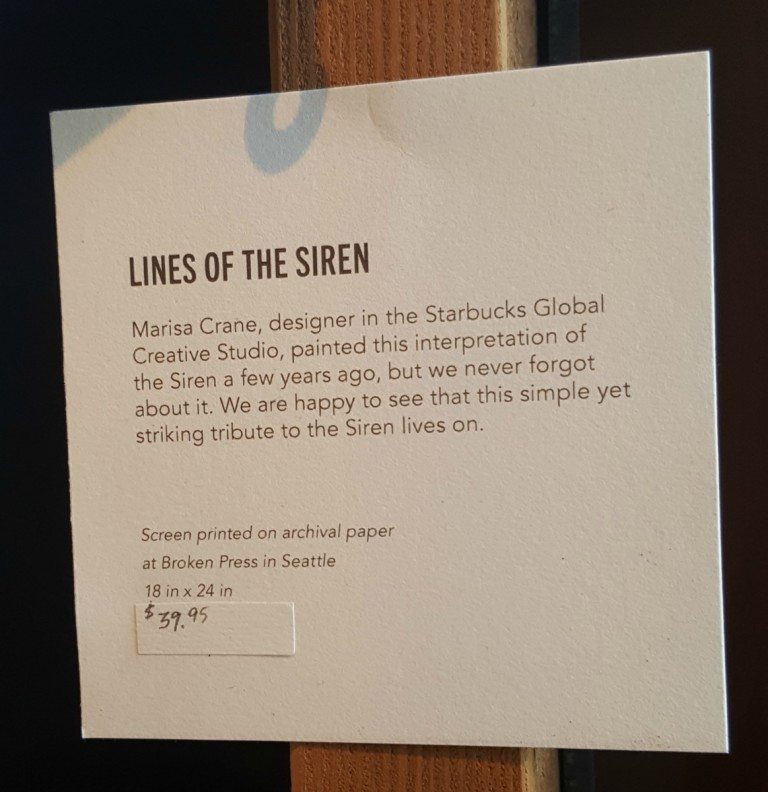 LINES OF THE SIREN
Marisa Crane, designer in the Starbucks Global
Creative Studio, painted this interpretation of
the Siren a few years ago, but we never forgot
about it. We are happy to see that this simple yet
striking tribute to the Siren lives on.
Screen printed on archival paper
at Broken Press in Seattle
18 in x 24 in
$39.95